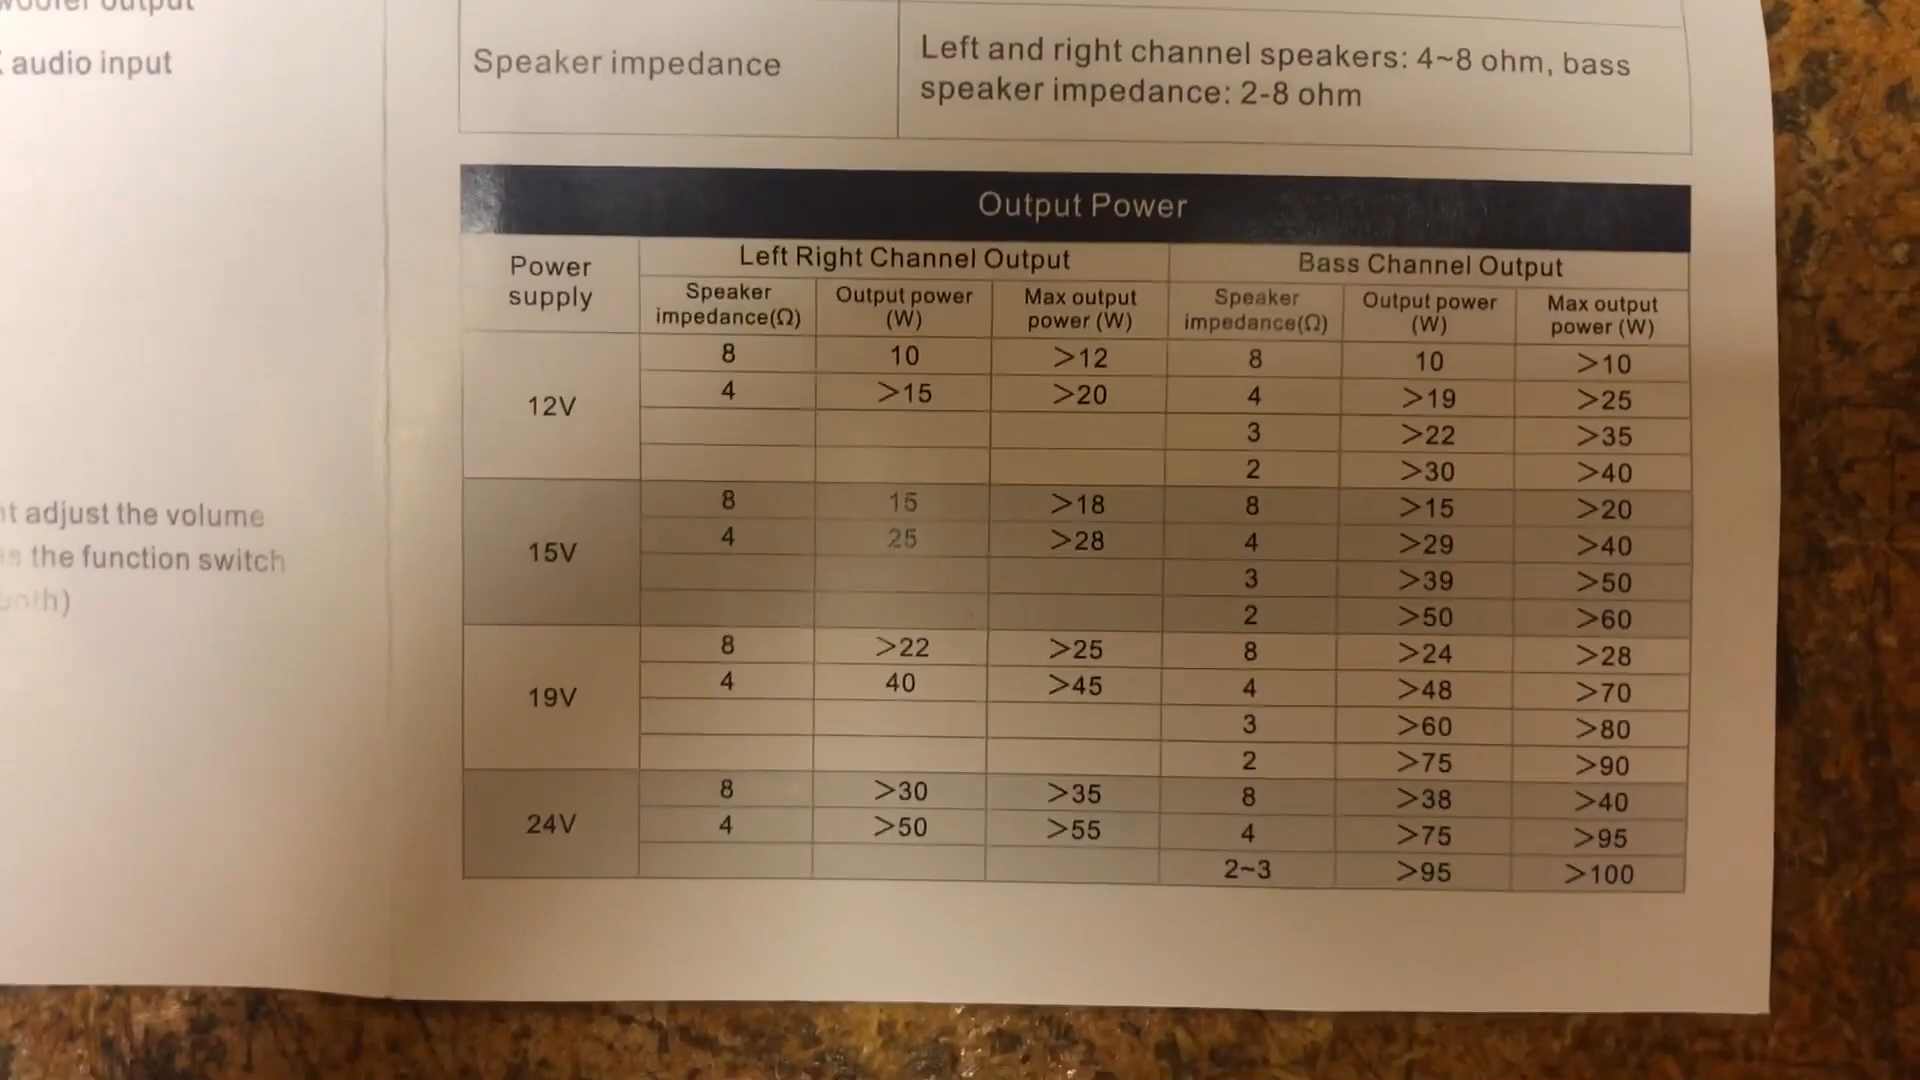 output
audio input
adjust the volume
the function switch
Speaker impedance
Left and right channel speakers: 4~8 ohm, bass
speaker impedance: 2-8 ohm
Output Power
Power
supply
Left Right Channel Output
Bass Channel Output
Speaker
impedance(Ω)
Output power
(W)
Max output
power (W)
Speaker
impedance(Ω)
Output power
(W)
Max output
power (W)
12V
8 10 >12 8 10 >10
4 >15 >20 4 >19 >25
3 >22 >35
2 >30 >40
15V
8 15 >18 8 >15 >20
4 25 >28 4 >29 >40
3 >39 >50
2 >50 >60
19V
8 >22 >25 8 >24 >28
4 40 >45 4 >48 >70
3 >60 >80
2 >75 >90
24V
8 >30 >35 8 >38 >40
4 >50 >55 4 >75 >95
2~3 >95 >100